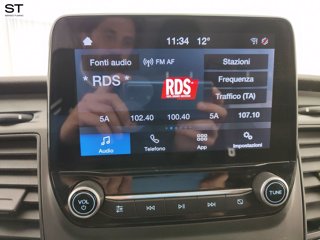 ST
11:34 12°
Fonti audio FM AF Stazioni
* RDS * RDS Frequenza
Traffico (TA)
5A 102.40 100.40 5A 107.10
Audio Telefono App Impostazioni
VOL TUNE